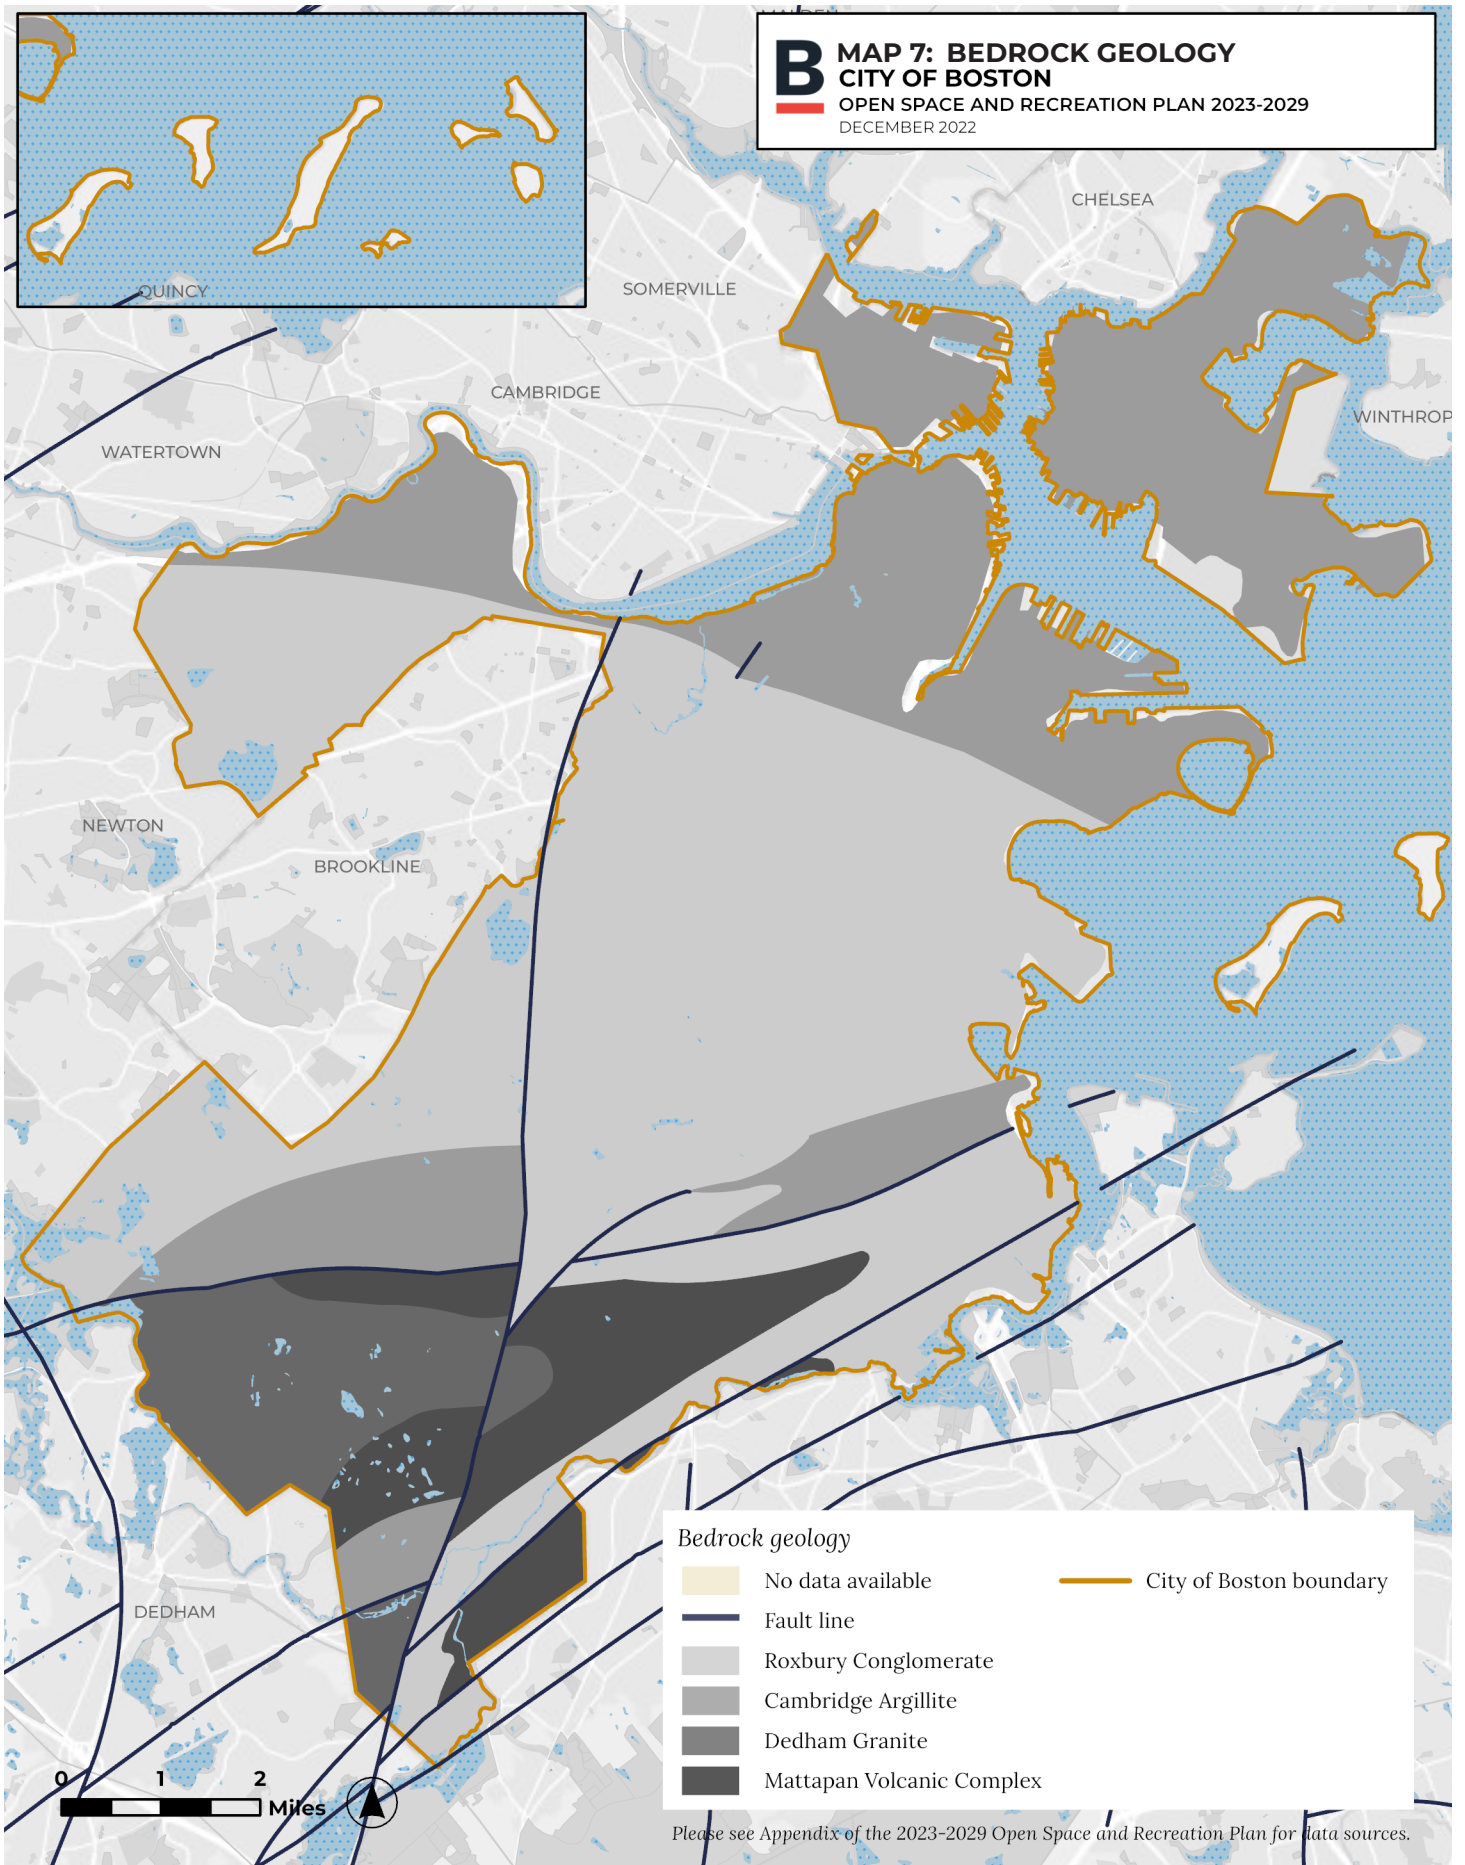 MALDEN
B
MAP 7: BEDROCK GEOLOGY
CITY OF BOSTON
OPEN SPACE AND RECREATION PLAN 2023-2029
DECEMBER 2022
CHELSEA
QUINCY
SOMERVILLE
CAMBRIDGE
WINTHROP
WATERTOWN
NEWTON
BROOKLINE
DEDHAM
Bedrock geology
No data available
City of Boston boundary
Fault line
Roxbury Conglomerate
Cambridge Argillite
Dedham Granite
Mattapan Volcanic Complex
0 1 2
Miles
Please see Appendix of the 2023-2029 Open Space and Recreation Plan for data sources.